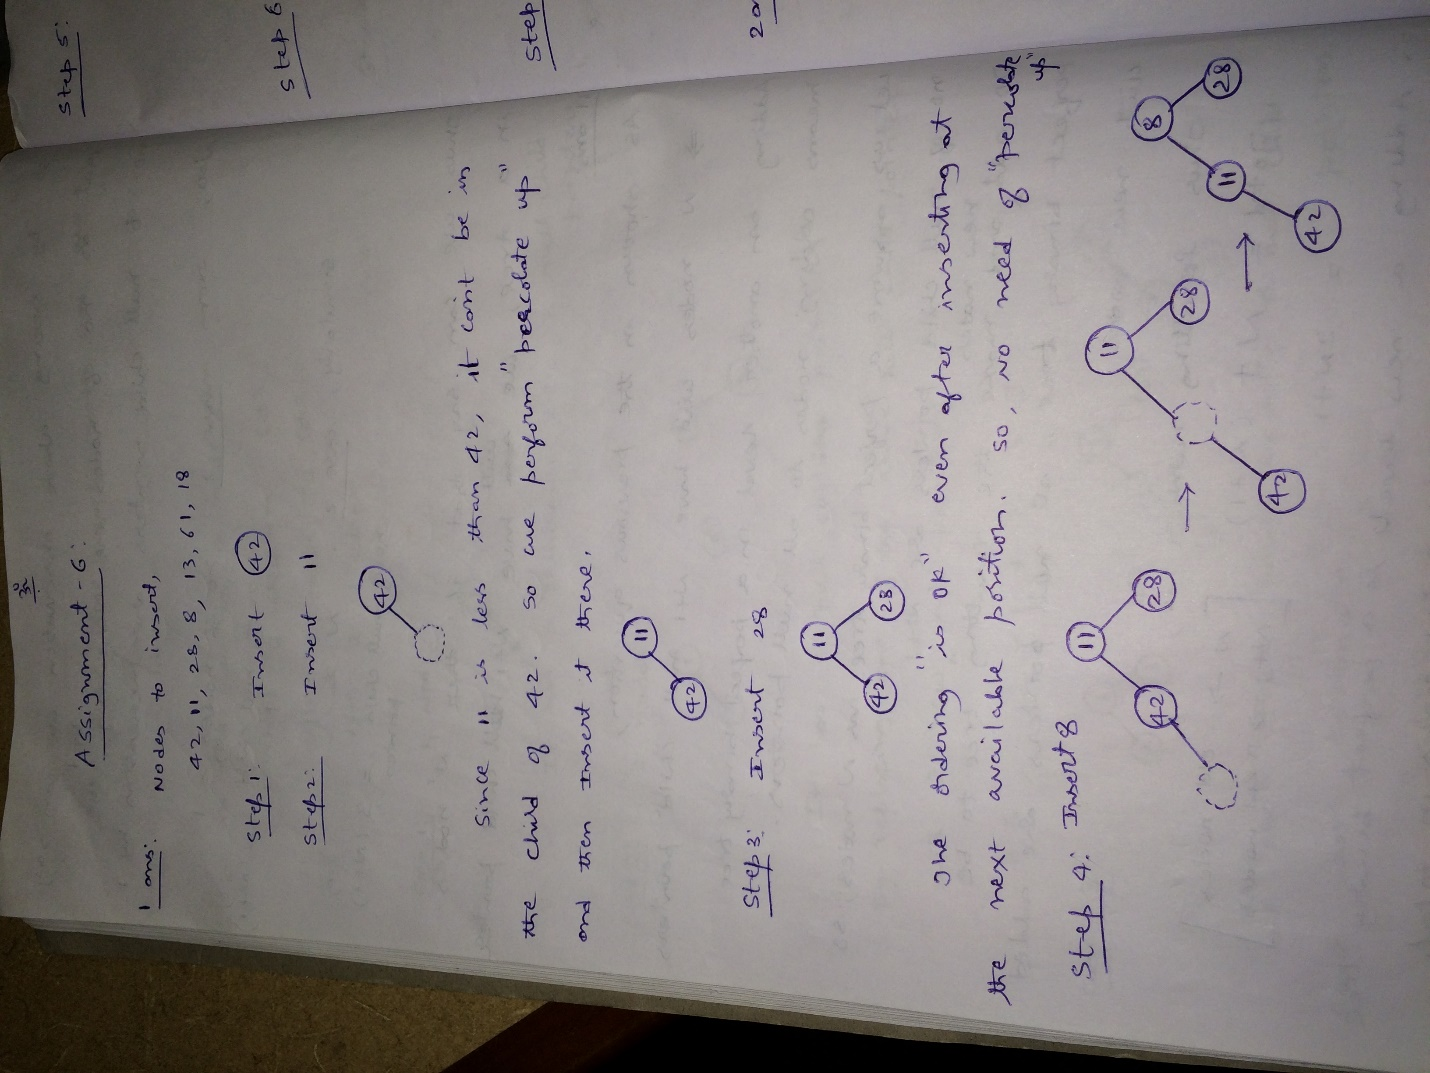 Assignment - 6:
1 ans: Nodes to insert,
42, 11, 28, 8, 13, 61, 18
Step 1: Insert 42
Step 2: Insert 11
42
Since 11 is less than 42, it can't be in
the child of 42. So we perform "percolate up"
and then Insert it there.
11
42
Step 3: Insert 28
11
42 28
The ordering "is OK" even after inserting at
the next available position. So, No need of "percolate
up"
Step 4: Insert 8
11
42 28
→
11
28
42
→
8
11 28
42
Step 5:
Step 6
Step